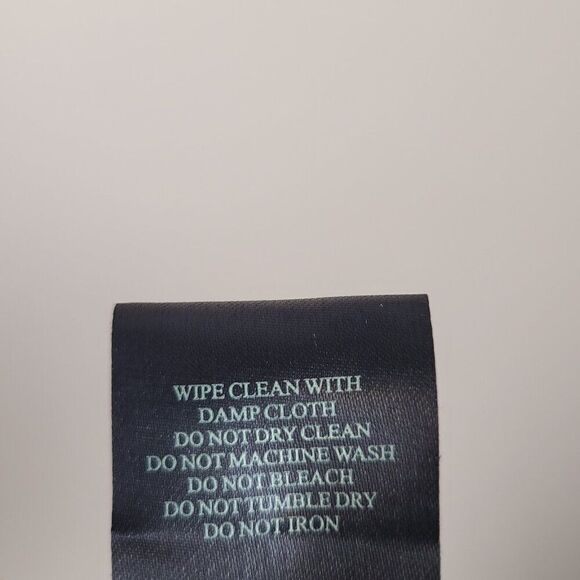 WIPE CLEAN WITH
DAMP CLOTH
DO NOT DRY CLEAN
DO NOT MACHINE WASH
DO NOT BLEACH
DO NOT TUMBLE DRY
DO NOT IRON